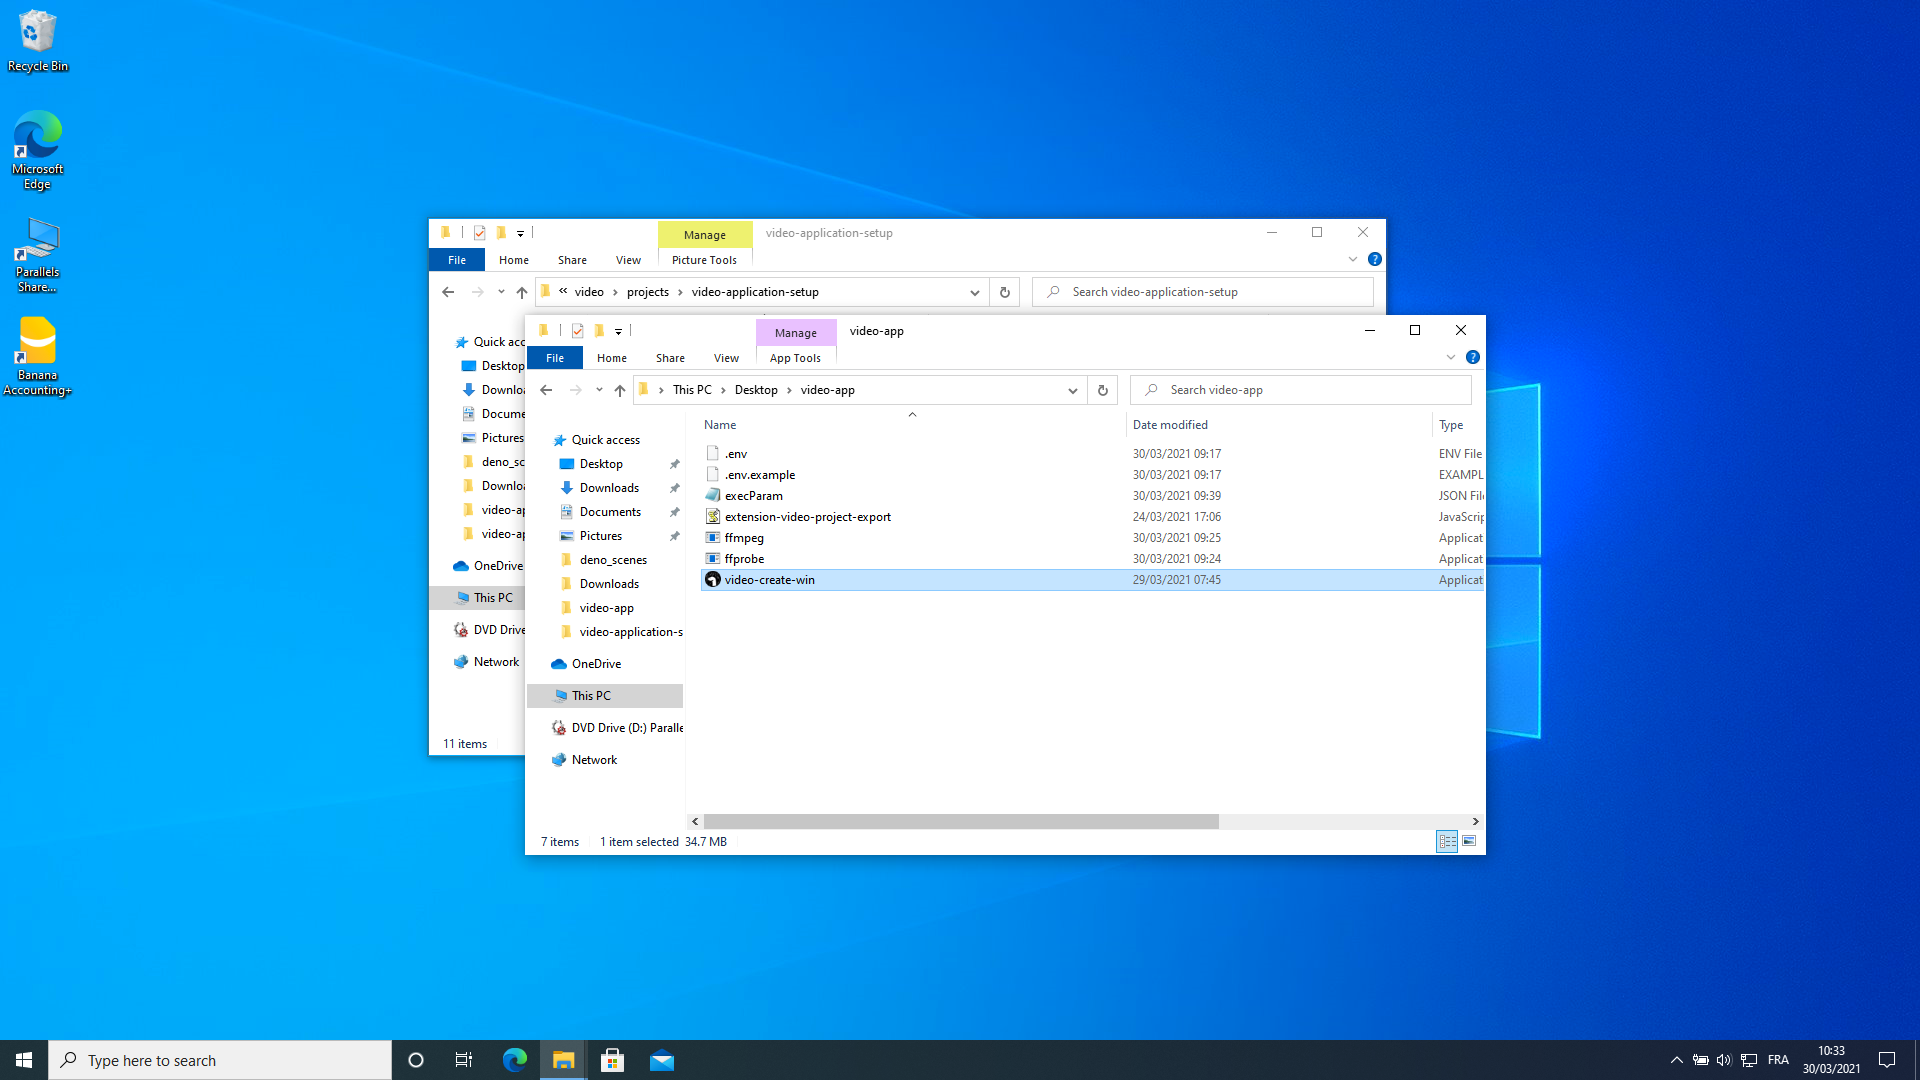 Recycle Bin
Microsoft
Edge
Parallels
Share...
Banana
Accounting+
Manage
video-application-setup
File
Home
Share
View
Picture Tools
« video > projects > video-application-setup
Search video-application-setup
Quick acc
Desktop
Downlo
Docume
Pictures
deno_sc
Downlo
video-ap
video-ap
OneDrive
This PC
DVD Drive
Network
11 items
Manage
video-app
File
Home
Share
View
App Tools
> This PC > Desktop > video-app
Search video-app
Quick access
Desktop
Downloads
Documents
Pictures
deno_scenes
Downloads
video-app
video-application-s
OneDrive
This PC
DVD Drive (D:) Paralle
Network
Name
Date modified
Type
.env
30/03/2021 09:17
ENV File
.env.example
30/03/2021 09:17
EXAMPL
execParam
30/03/2021 09:39
JSON File
extension-video-project-export
24/03/2021 17:06
JavaScrip
ffmpeg
30/03/2021 09:25
Applicat
ffprobe
30/03/2021 09:24
Applicat
video-create-win
29/03/2021 07:45
Applicat
7 items
1 item selected 34.7 MB
Type here to search
FRA
10:33
30/03/2021